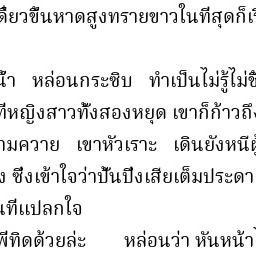 เดี๋ยวขึ้นหาดสูงทรายขาวในที่สุดก็เ
น้ำ หล่อนกระซิบ ทำเป็นไม่รู้ไม่ชี้
ที่หญิงสาวทั้งสองหยุด เขาก็ก้าวถึง
ามควาย เขาหัวเราะ เดินยังหนีผู้
ง ซึ่งเข้าใจว่าปั้นปึ่งเสียเต็มประดา
นที่แปลกใจ
พี่ทิดด้วยล่ะ หล่อนว่า หันหน้าไ